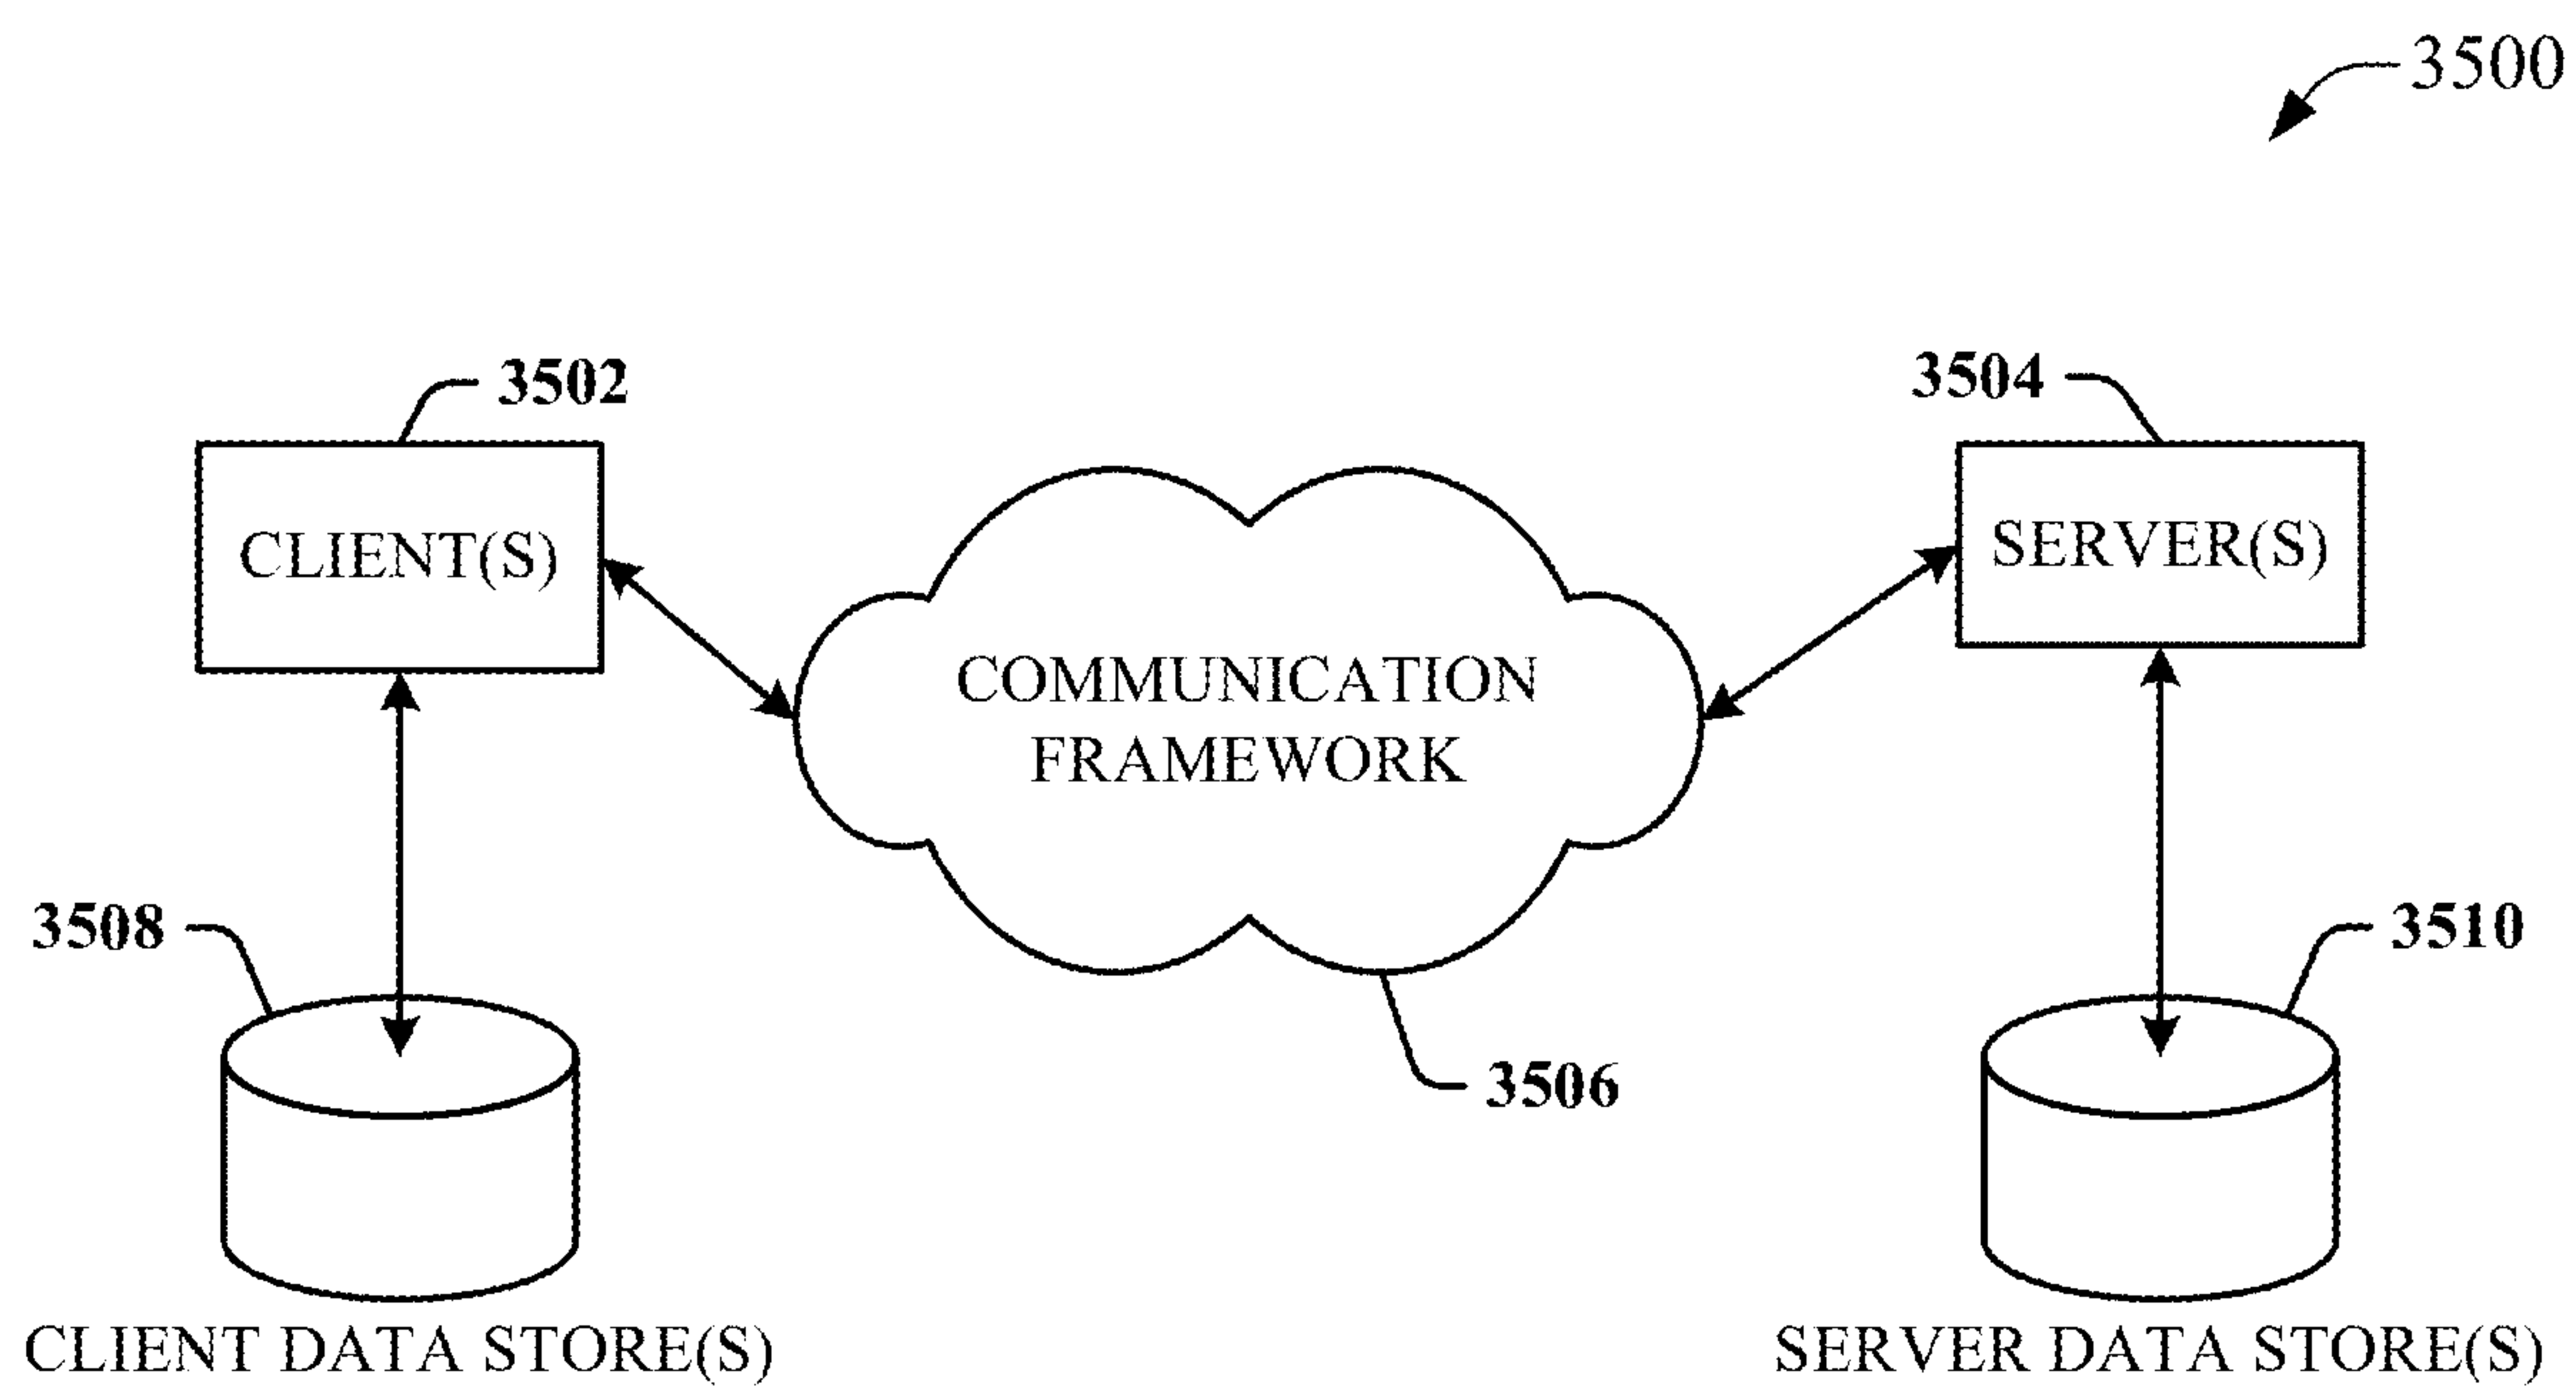 3500
3502
3504
CLIENT(S)
SERVER(S)
COMMUNICATION
FRAMEWORK
3508
3510
3506
CLIENT DATA STORE(S)
SERVER DATA STORE(S)